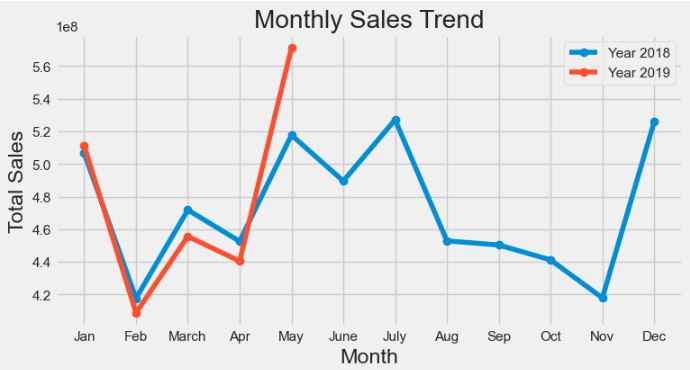 Monthly Sales Trend
1e8
Year 2018
Year 2019
5.6
5.4
5.2
5.0
4.8
4.6
4.4
4.2
Total Sales
Jan Feb March Apr May June July Aug Sep Oct Nov Dec
Month